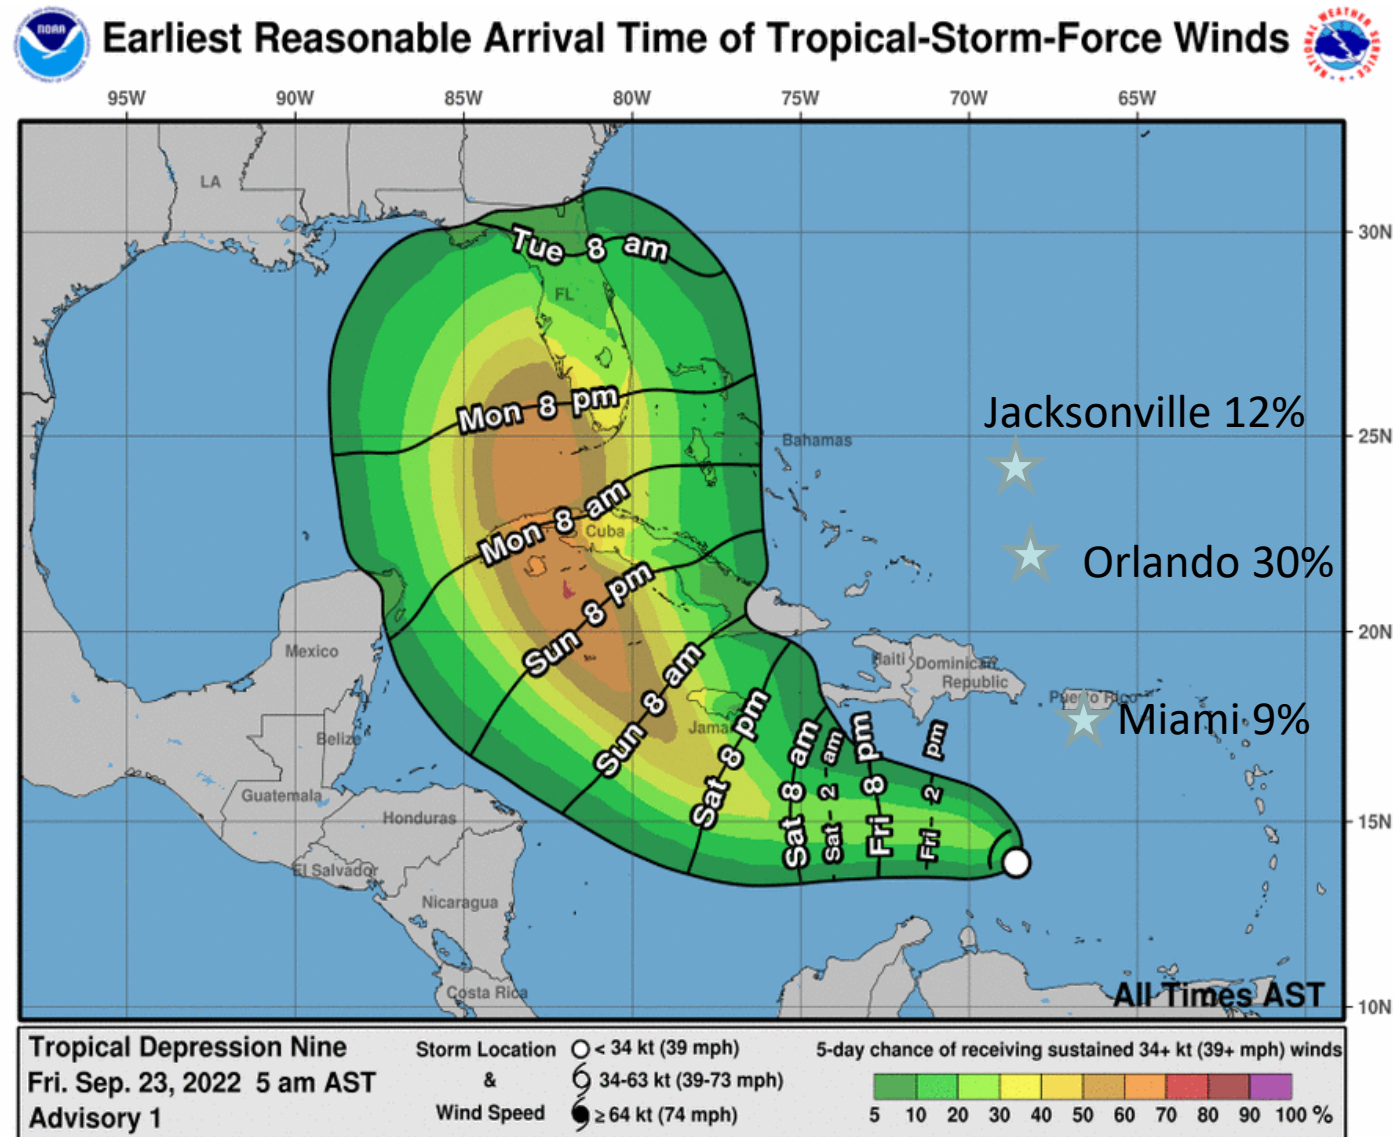 Earliest Reasonable Arrival Time of Tropical-Storm-Force Winds
NOAA
95W 90W 85W 80W 75W 70W 65W
LA
30N
Tue 8 am
FL
Mon 8 pm
Jacksonville 12%
25N
Bahamas
Mon 8 am
Cuba
Orlando 30%
Sun 8 pm
20N
Mexico
Haiti
Dominican
Republic
Puerto Rico
Sun 8 am
Jama
Miami 9%
Sat 8 pm
Sat 8 am
Sat 2 am
Fri 8 pm
Fri 2 pm
Belize
Guatemala
Honduras
15N
El Salvador
Nicaragua
Costa Rica
All Times AST
10N
Tropical Depression Nine
Fri. Sep. 23, 2022 5 am AST
Advisory 1
Storm Location
&
Wind Speed
< 34 kt (39 mph)
34-63 kt (39-73 mph)
≥ 64 kt (74 mph)
5-day chance of receiving sustained 34+ kt (39+ mph) winds
5 10 20 30 40 50 60 70 80 90 100 %